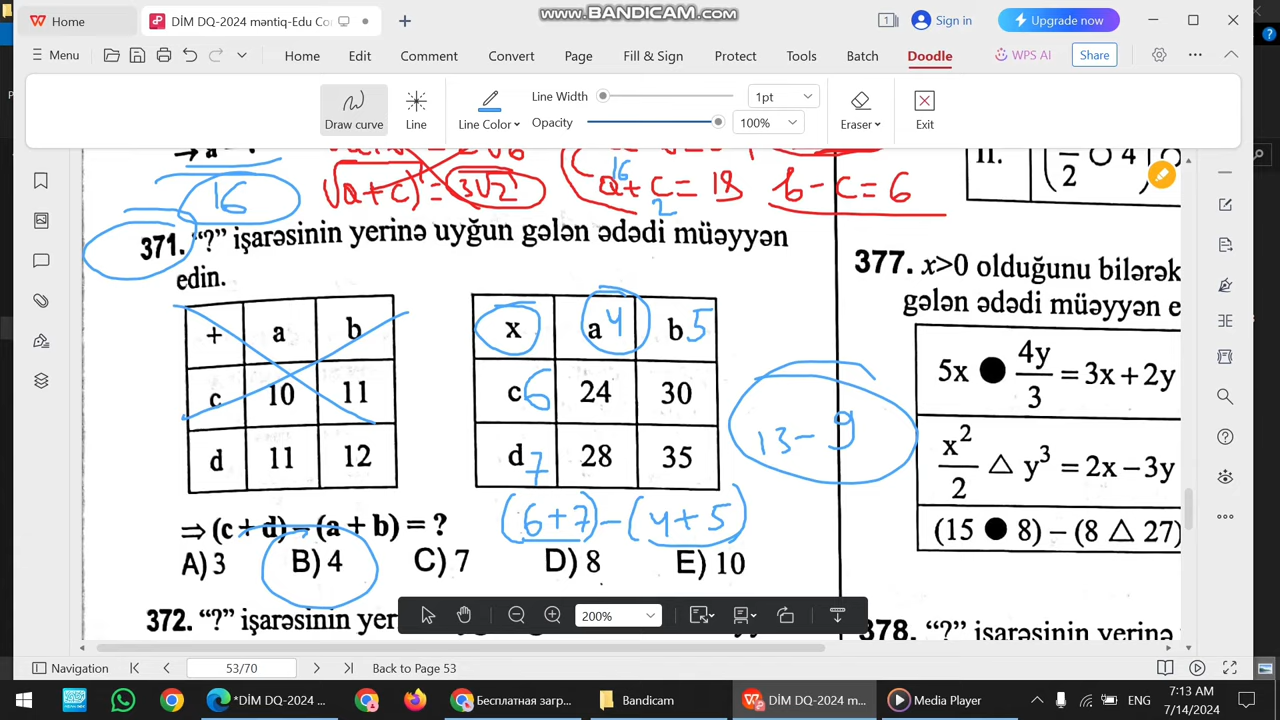 www.BANDICAM.com
Home
DİM DQ-2024 mantiq-Edu Co
Sign in
Upgrade now
Menu
Home Edit Comment Convert Page Fill & Sign Protect Tools Batch Doodle WPS AI Share
Draw curve
Line
Line Color
Line Width 1pt
Opacity 100%
Eraser
Exit
16
√a+c = 3√2
a+c = 18
16
2
b-c=6
II.
371. "?" işarəsinin yerinə uyğun gələn ədədi müəyyən
edin.
+ a b
c 10 11
d 11 12
x a 4 b 5
c 6 24 30
d 7 28 35
13-9
⇒ (c + d) – (a + b) = ?
(6+7)-(4+5)
A) 3 B) 4 C) 7 D) 8 E) 10
372. "?" işarəsinin yer
377. x>0 olduğunu bilərək
gələn ədədi müəyyən e
5x ● 4y/3 = 3x + 2y
x²/2 △ y³ = 2x – 3y
(15 ● 8) – (8 △ 27)
378. "?" işarəsinin yerinə
200%
Navigation
53/70
Back to Page 53
*DİM DQ-2024 ...
Бесплатная загр...
Bandicam
DİM DQ-2024 m...
Media Player
ENG
7:13 AM
7/14/2024